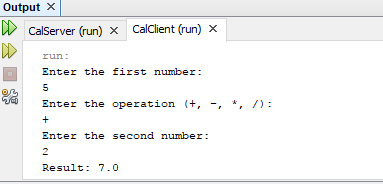 Output ×
CalServer (run) × CalClient (run) ×
run:
Enter the first number:
5
Enter the operation (+, -, *, /):
+
Enter the second number:
2
Result: 7.0